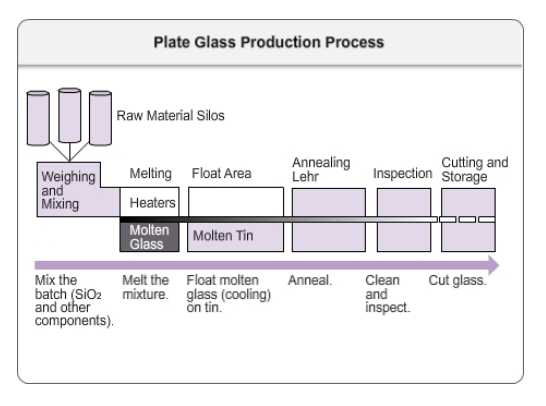 Plate Glass Production Process
Raw Material Silos
Weighing
and
Mixing
Melting
Heaters
Molten
Glass
Float Area
Molten Tin
Annealing
Lehr
Inspection
Cutting and
Storage
Mix the
batch (SiO₂
and other
components).
Melt the
mixture.
Float molten
glass (cooling)
on tin.
Anneal.
Clean
and
inspect.
Cut glass.